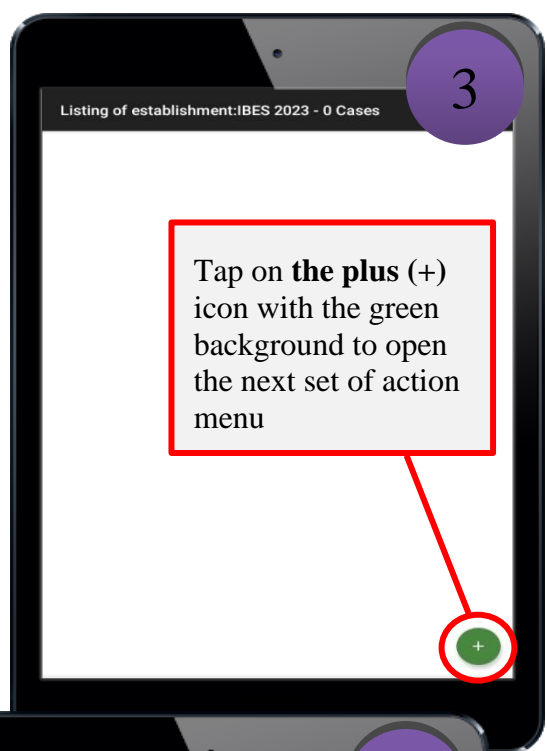 3
Listing of establishment:IBES 2023 - 0 Cases
Tap on the plus (+)
icon with the green
background to open
the next set of action
menu
+